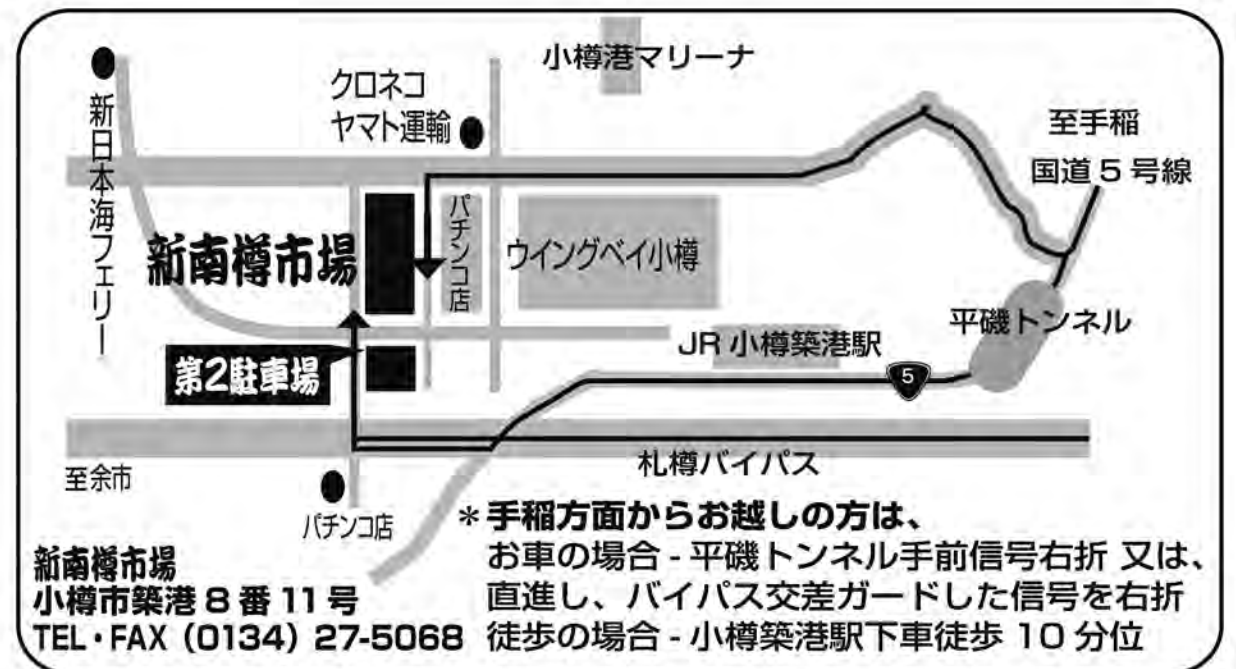 小樽港マリーナ
クロネコ
ヤマト運輸
至手稲
国道 5 号線
新日本海フェリー
新南樽市場
パチンコ店
ウイングベイ小樽
平磯トンネル
JR 小樽築港駅
第2駐車場
5
札樽バイパス
至余市
パチンコ店
＊手稲方面からお越しの方は、
お車の場合 - 平磯トンネル手前信号右折 又は、
直進し、バイパス交差ガードした信号を右折
徒歩の場合 - 小樽築港駅下車徒歩 10 分位
新南樽市場
小樽市築港 8 番 11 号
TEL・FAX（0134）27-5068